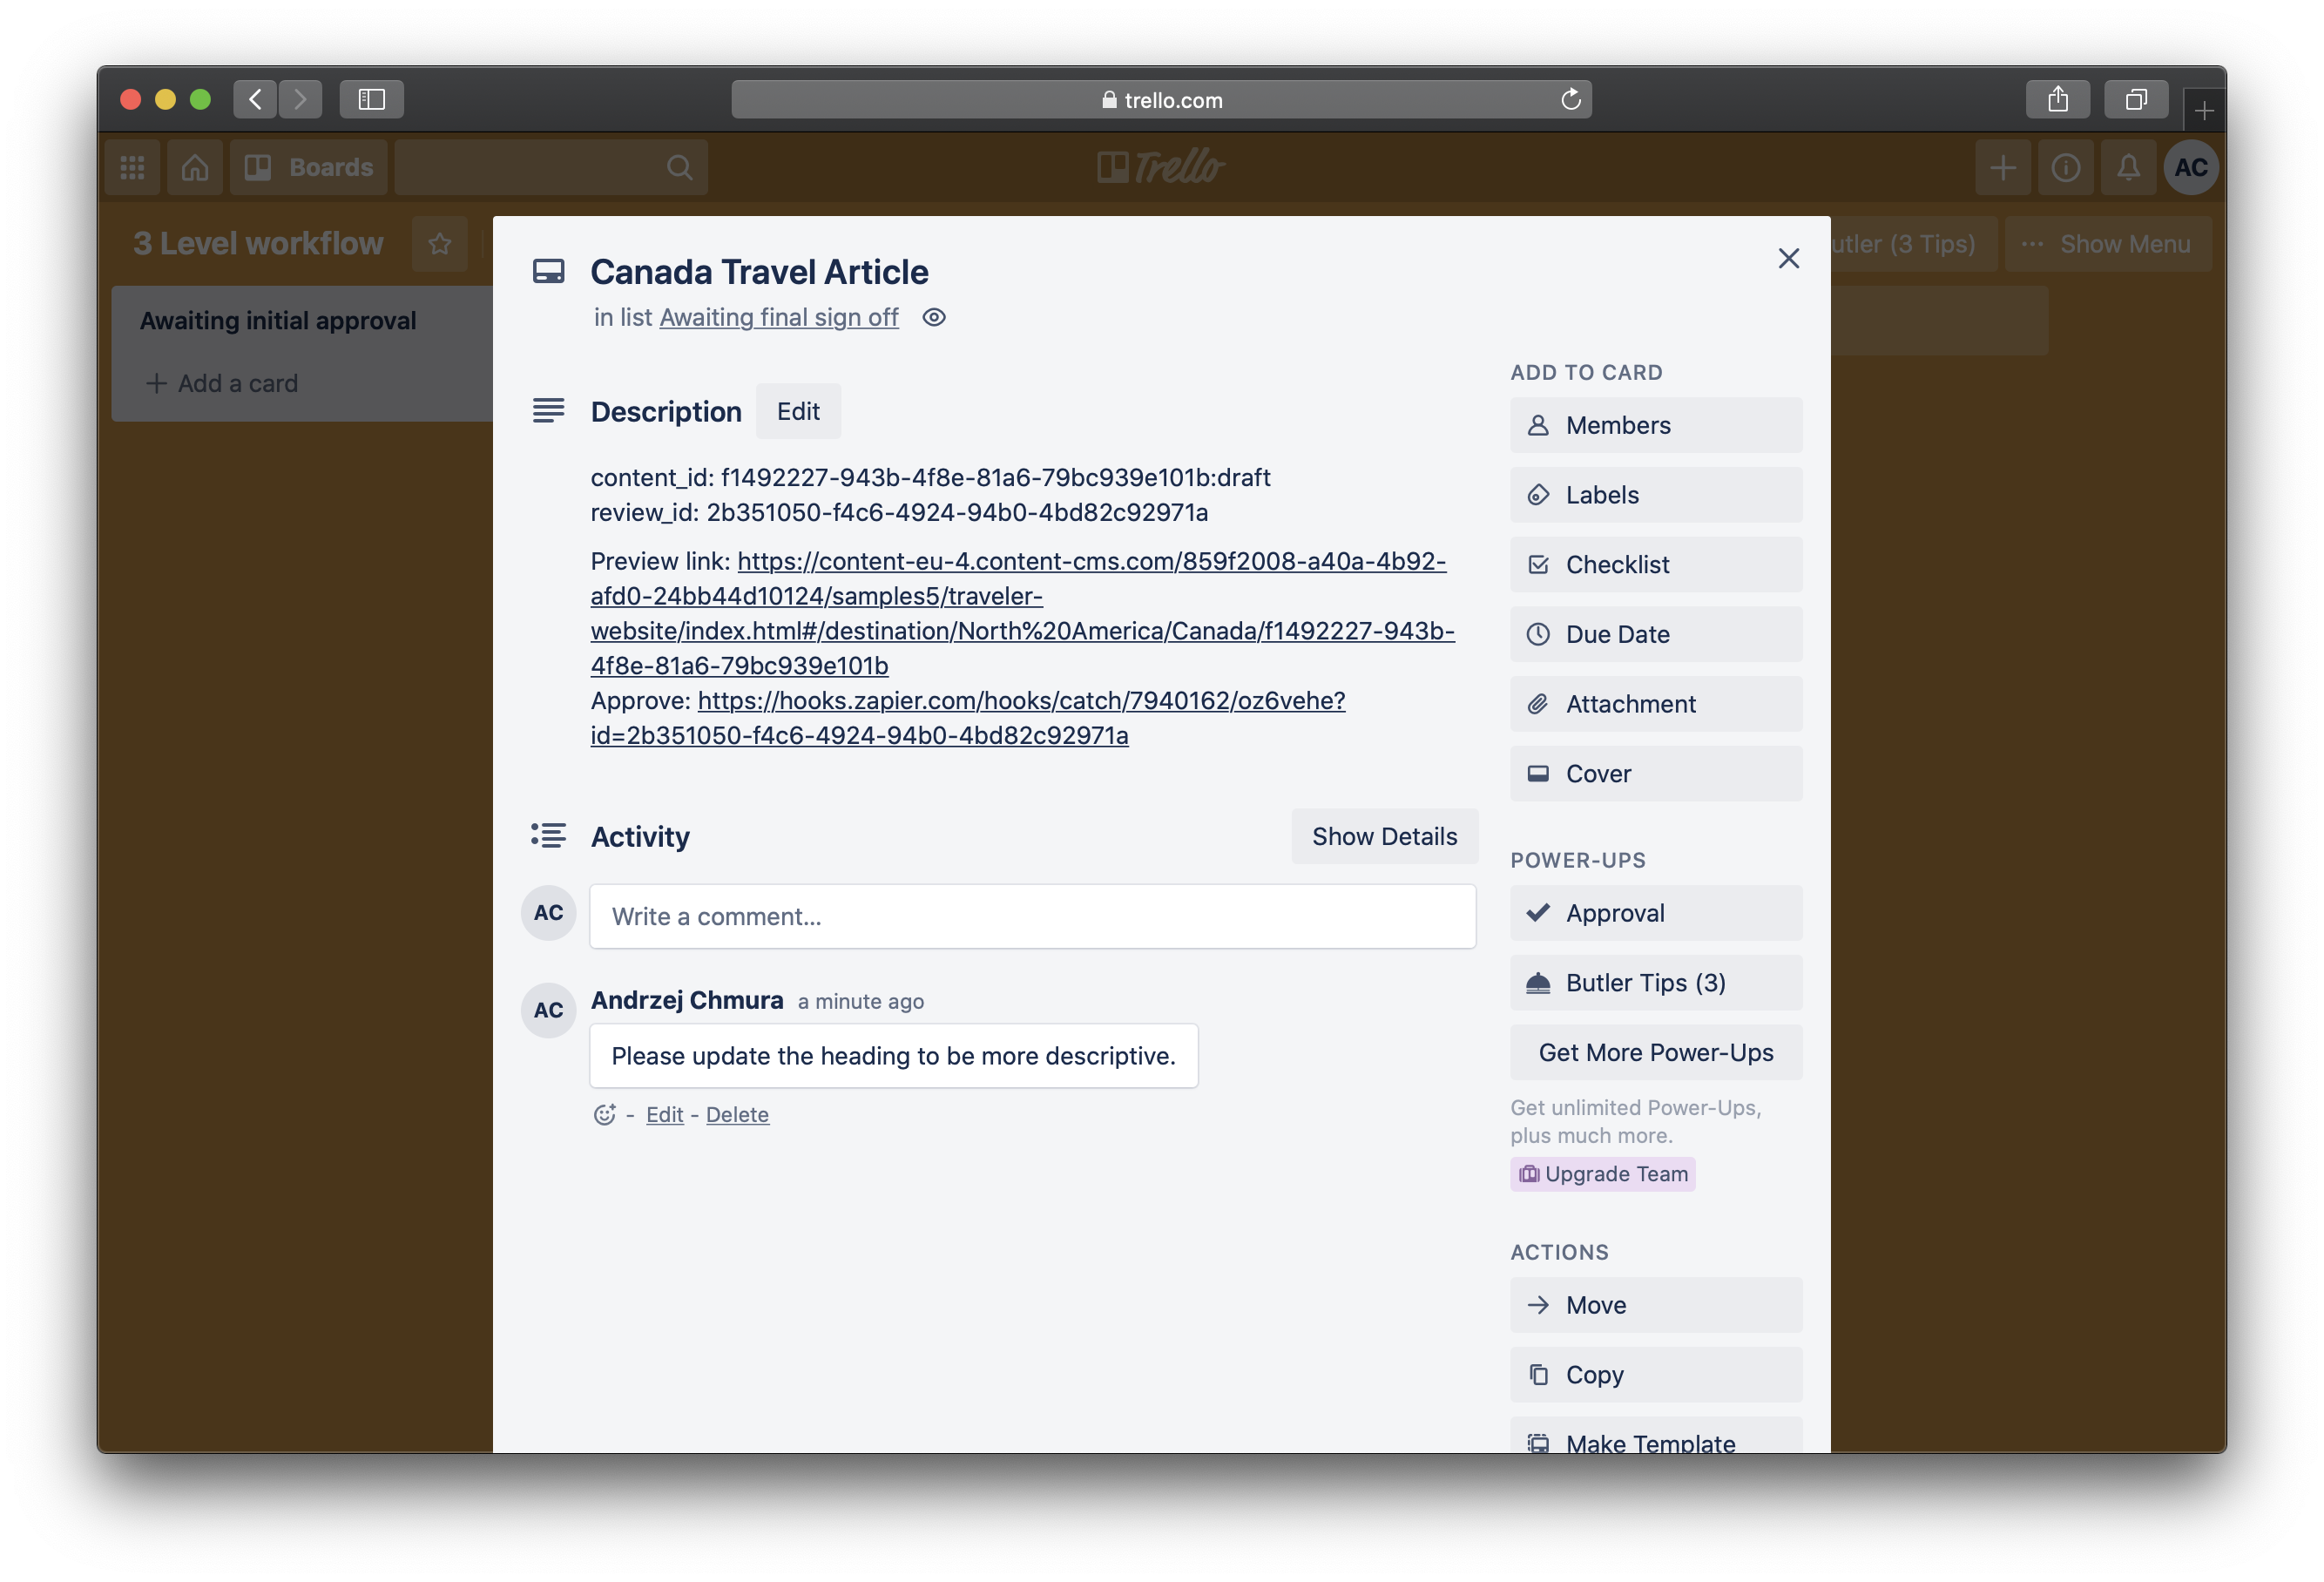 trello.com
Boards
Trello
AC
3 Level workflow
utler (3 Tips)
Show Menu
Awaiting initial approval
Add a card
Canada Travel Article
in list Awaiting final sign off
Description
Edit
content_id: f1492227-943b-4f8e-81a6-79bc939e101b:draft
review_id: 2b351050-f4c6-4924-94b0-4bd82c92971a
Preview link: https://content-eu-4.content-cms.com/859f2008-a40a-4b92-
afd0-24bb44d10124/samples5/traveler-
website/index.html#/destination/North%20America/Canada/f1492227-943b-
4f8e-81a6-79bc939e101b
Approve: https://hooks.zapier.com/hooks/catch/7940162/oz6vehe?
id=2b351050-f4c6-4924-94b0-4bd82c92971a
Activity
Show Details
AC
Write a comment...
AC
Andrzej Chmura a minute ago
Please update the heading to be more descriptive.
- Edit - Delete
ADD TO CARD
Members
Labels
Checklist
Due Date
Attachment
Cover
POWER-UPS
Approval
Butler Tips (3)
Get More Power-Ups
Get unlimited Power-Ups,
plus much more.
Upgrade Team
ACTIONS
Move
Copy
Make Template